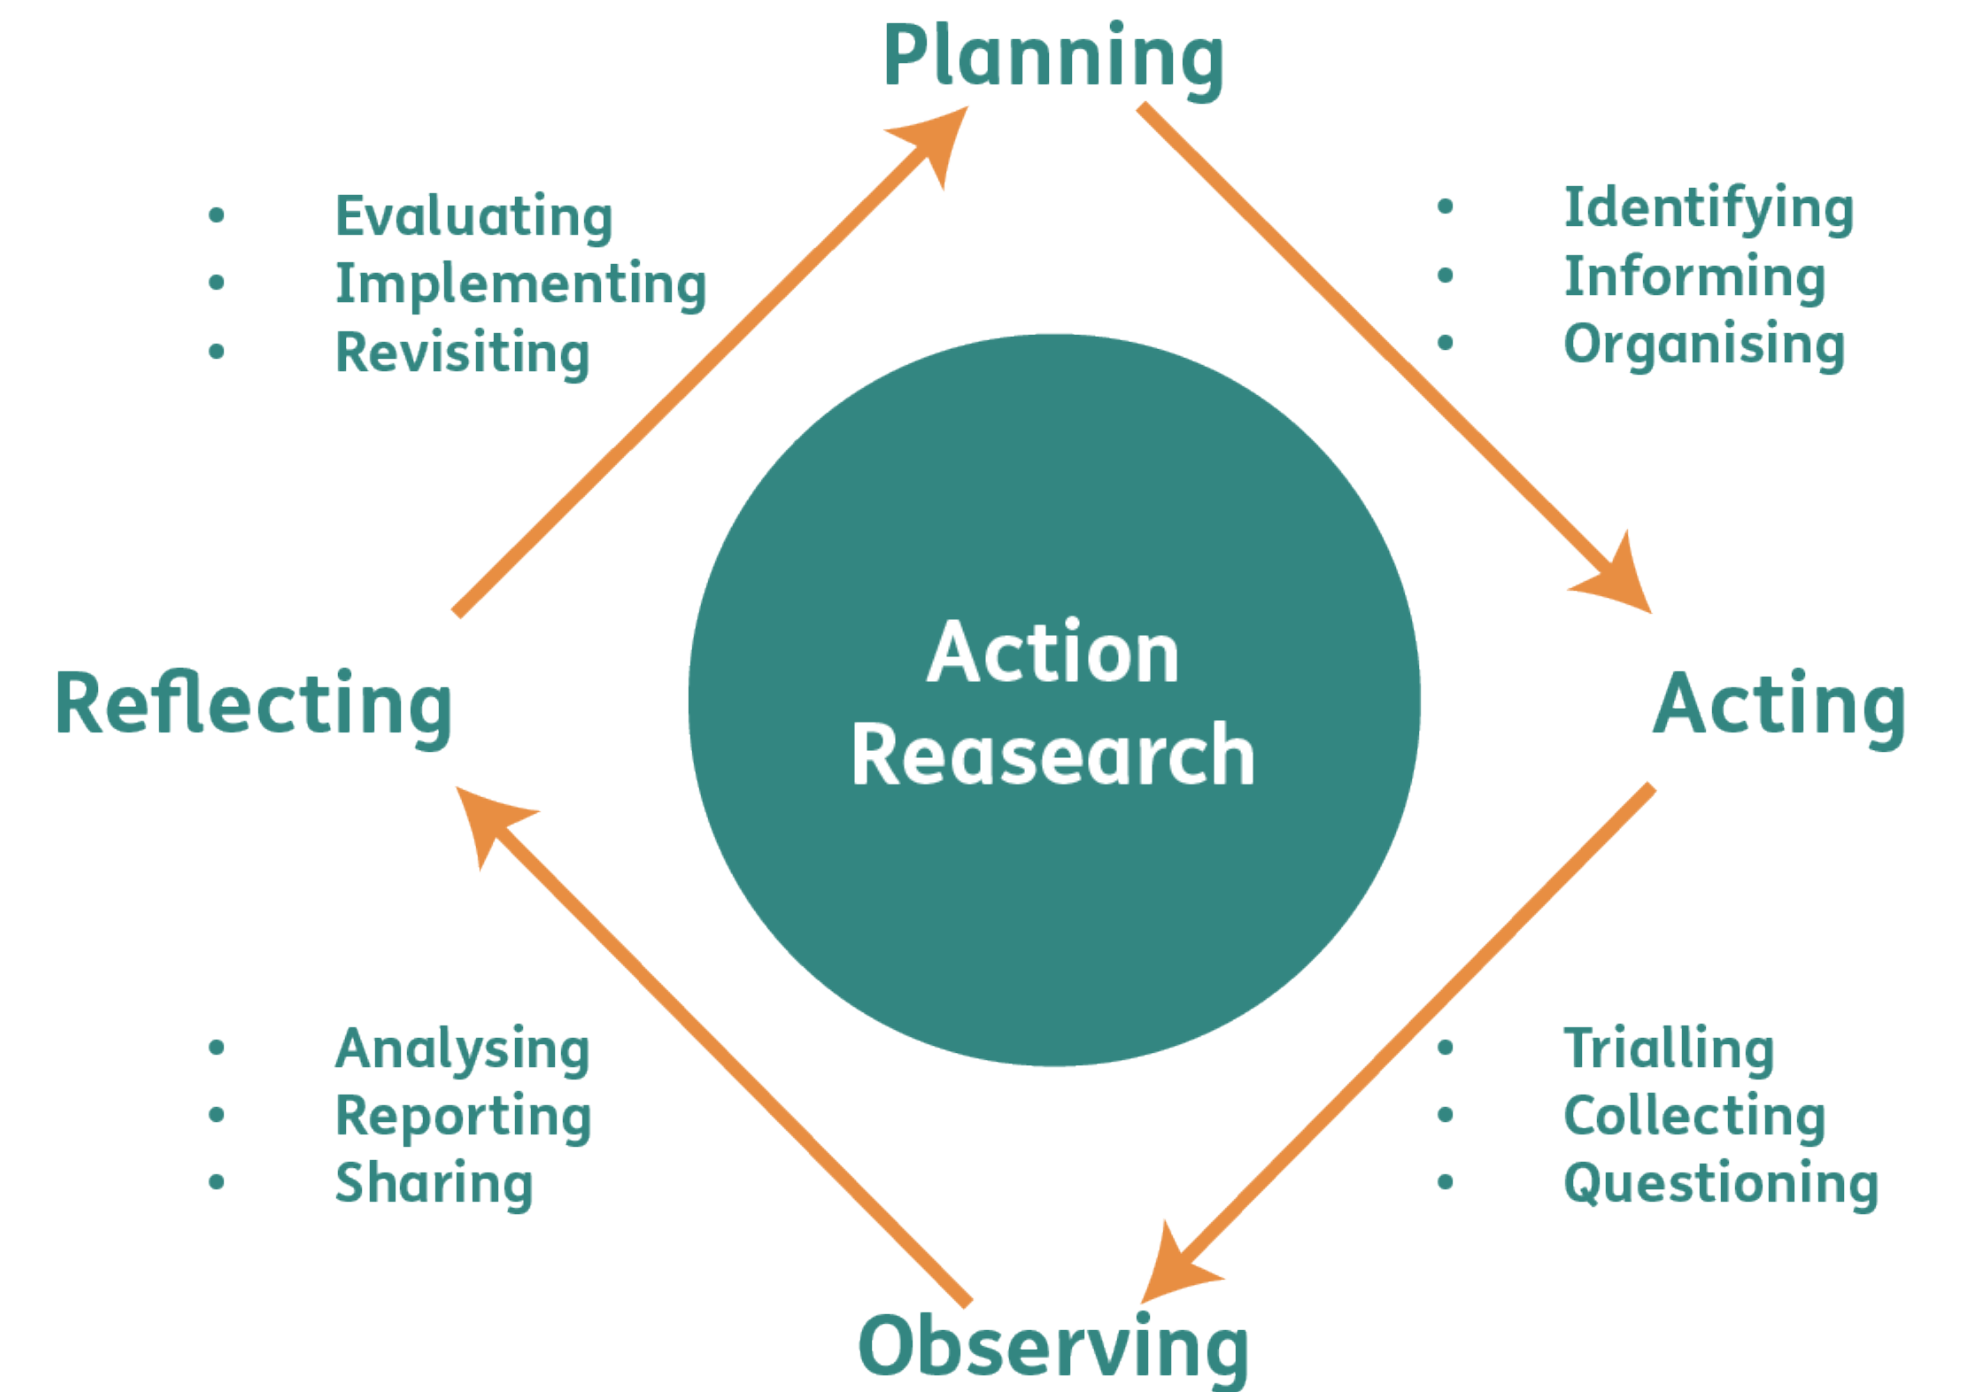 Planning
• Evaluating
• Implementing
• Revisiting
• Identifying
• Informing
• Organising
Reflecting
Action
Reasearch
Acting
• Analysing
• Reporting
• Sharing
• Trialling
• Collecting
• Questioning
Observing